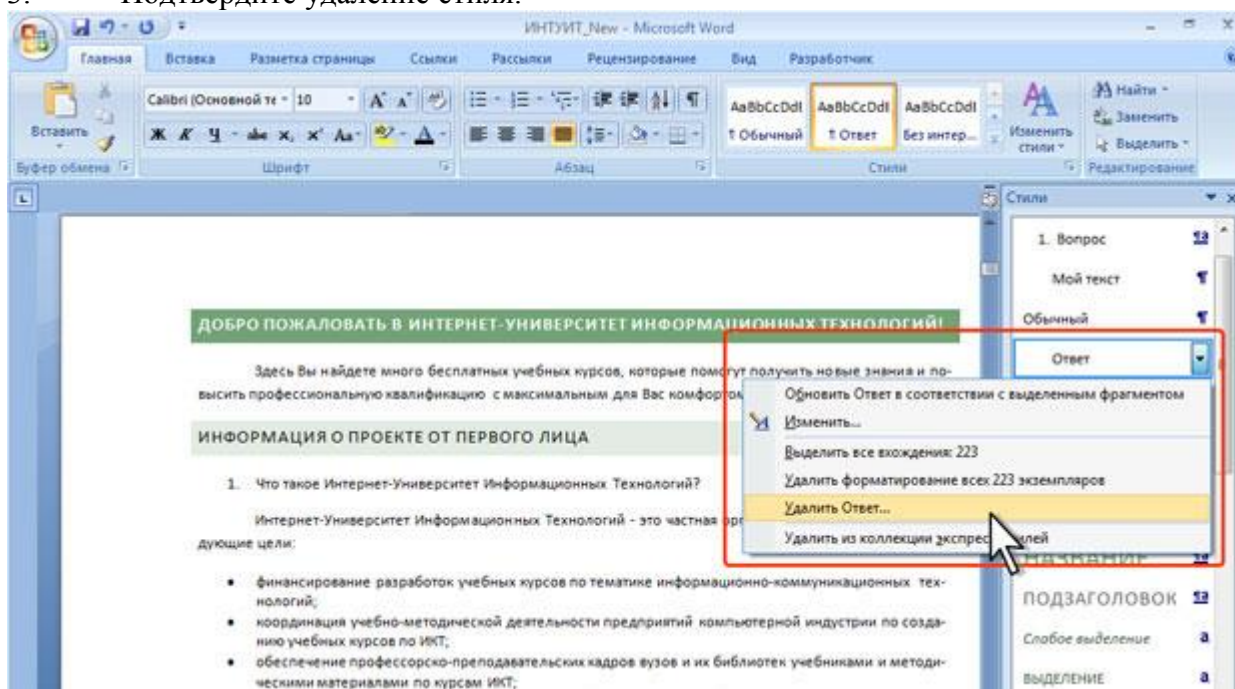 3. Подтвердите удаление стиля.
ИНТУИТ_New - Microsoft Word
Главная Вставка Разметка страницы Ссылки Рассылки Рецензирование Вид Разработчик
Calibri (Основной те 10
Вставить
Ж К Ч abc x, x' Aa
AaBbCcDdI AaBbCcDdI AaBbCcDdI
¶ Обычный ¶ Ответ Без интер...
Изменить стили
Найти
Заменить
Выделить
Буфер обмена Шрифт Абзац Стили Редактирование
Стили
1. Вопрос
Мой текст
Обычный
Ответ
ДОБРО ПОЖАЛОВАТЬ В ИНТЕРНЕТ-УНИВЕРСИТЕТ ИНФОРМАЦИОННЫХ ТЕХНОЛОГИЙ!
Здесь Вы найдете много бесплатных учебных курсов, которые помогут получить новые знания и по-
высить профессиональную квалификацию с максимальным для Вас
ИНФОРМАЦИЯ О ПРОЕКТЕ ОТ ПЕРВОГО ЛИЦА
1. Что такое Интернет-Университет Информационных Технологий?
Интернет-Университет Информационных Технологий - это частная
дующие цели:
• финансирование разработок учебных курсов по тематике информационно-коммуникационных тех-
нологий;
• координация учебно-методической деятельности предприятий компьютерной индустрии по созда-
нию учебных курсов по ИКТ;
• обеспечение профессорско-преподавательских кадров вузов и их библиотек учебниками и методи-
ческими материалами по курсам ИКТ;
Обновить Ответ в соответствии с выделенным фрагментом
Изменить...
Выделить все вхождения: 223
Удалить форматирование всех 223 экземпляров
Удалить Ответ...
Удалить из коллекции
НАЗВАНИЕ
ПОДЗАГОЛОВОК
Слабое выделение
ВЫДЕЛЕНИЕ